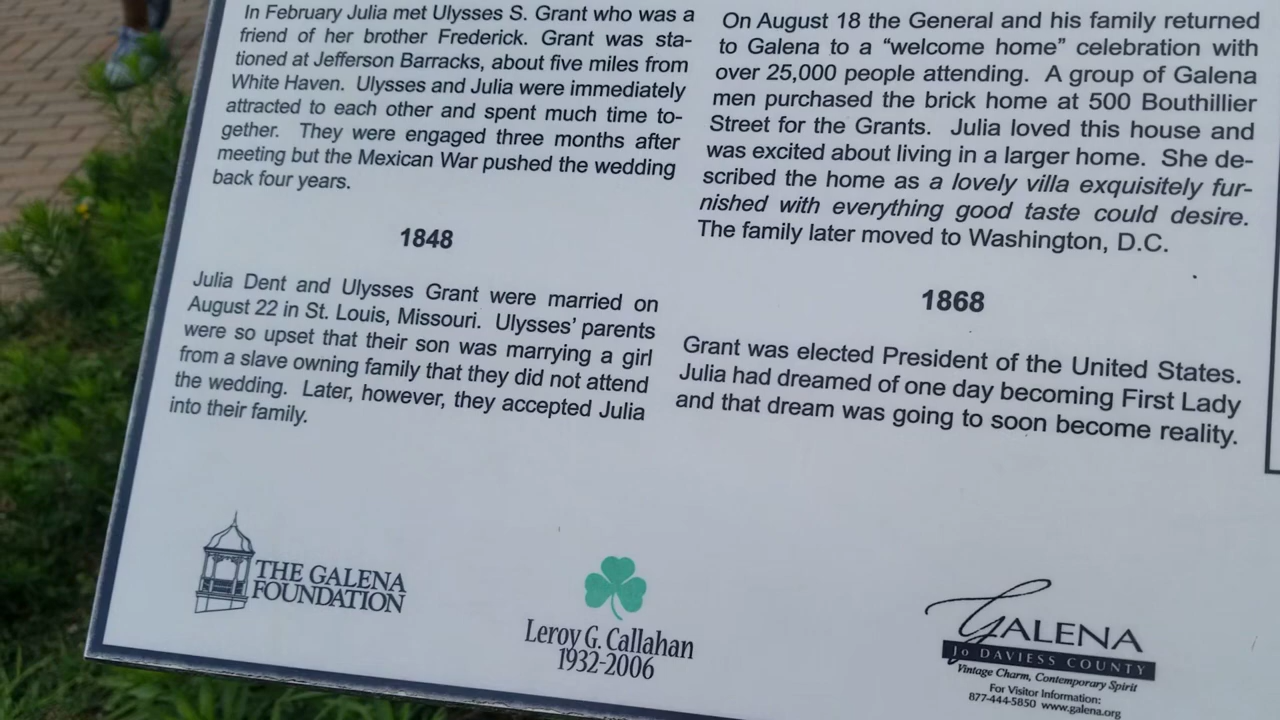 In February Julia met Ulysses S. Grant who was a
friend of her brother Frederick. Grant was sta-
tioned at Jefferson Barracks, about five miles from
White Haven. Ulysses and Julia were immediately
attracted to each other and spent much time to-
gether. They were engaged three months after
meeting but the Mexican War pushed the wedding
back four years.
1848
Julia Dent and Ulysses Grant were married on
August 22 in St. Louis, Missouri. Ulysses' parents
were so upset that their son was marrying a girl
from a slave owning family that they did not attend
the wedding. Later, however, they accepted Julia
into their family.
On August 18 the General and his family returned
to Galena to a “welcome home” celebration with
over 25,000 people attending. A group of Galena
men purchased the brick home at 500 Bouthillier
Street for the Grants. Julia loved this house and
was excited about living in a larger home. She de-
scribed the home as a lovely villa exquisitely fur-
nished with everything good taste could desire.
The family later moved to Washington, D.C.
1868
Grant was elected President of the United States.
Julia had dreamed of one day becoming First Lady
and that dream was going to soon become reality.
THE GALENA
FOUNDATION
Leroy G. Callahan
1932-2006
GALENA
Jo DAVIESS COUNTY
Vintage Charm, Contemporary Spirit
For Visitor Information:
877-444-5850 www.galena.org